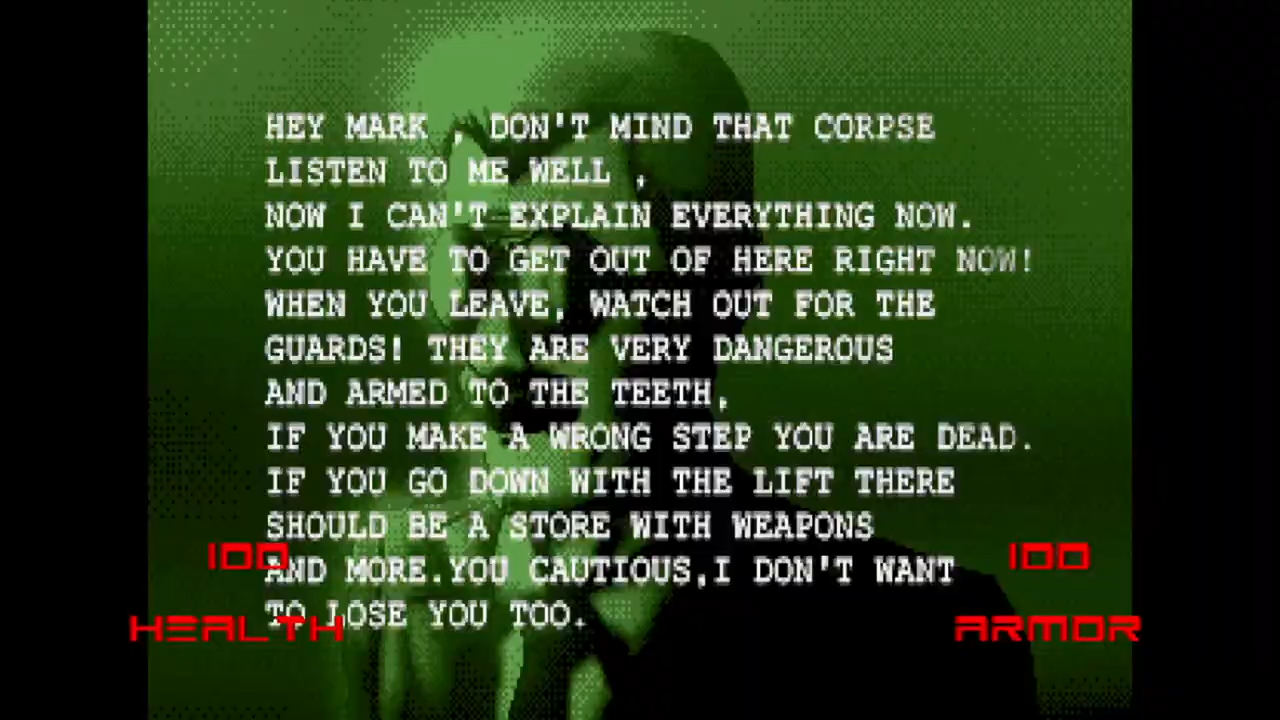 HEY MARK , DON'T MIND THAT CORPSE
LISTEN TO ME WELL ,
NOW I CAN'T EXPLAIN EVERYTHING NOW.
YOU HAVE TO GET OUT OF HERE RIGHT NOW!
WHEN YOU LEAVE, WATCH OUT FOR THE
GUARDS! THEY ARE VERY DANGEROUS
AND ARMED TO THE TEETH,
IF YOU MAKE A WRONG STEP YOU ARE DEAD.
IF YOU GO DOWN WITH THE LIFT THERE
SHOULD BE A STORE WITH WEAPONS
AND MORE.YOU CAUTIOUS,I DON'T WANT
TO LOSE YOU TOO.
100
HEALTH
100
ARMOR